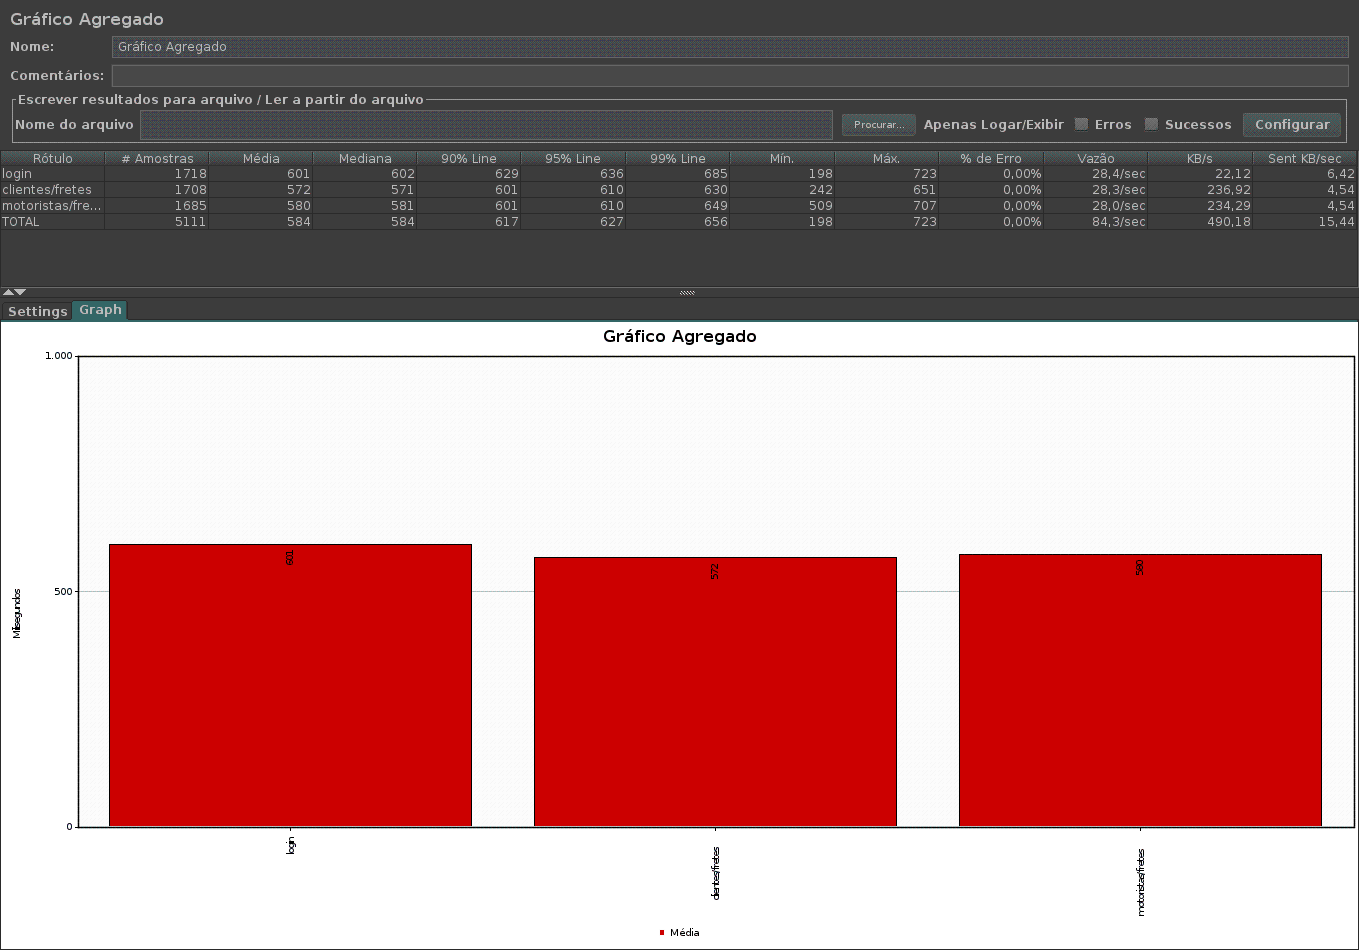 Gráfico Agregado
Nome: Gráfico Agregado
Comentários:
Escrever resultados para arquivo / Ler a partir do arquivo
Nome do arquivo Procurar... Apenas Logar/Exibir Erros Sucessos Configurar
Rótulo # Amostras Média Mediana 90% Line 95% Line 99% Line Mín. Máx. % de Erro Vazão KB/s Sent KB/sec
login 1718 601 602 629 636 685 198 723 0,00% 28,4/sec 22,12 6,42
clientes/fretes 1708 572 571 601 610 630 242 651 0,00% 28,3/sec 236,92 4,54
motoristas/fre... 1685 580 581 601 610 649 509 707 0,00% 28,0/sec 234,29 4,54
TOTAL 5111 584 584 617 627 656 198 723 0,00% 84,3/sec 490,18 15,44
Settings Graph
Gráfico Agregado
1.000
500
0
Milisegundos
601
572
580
login
clientes/fretes
motoristas/fretes
Média